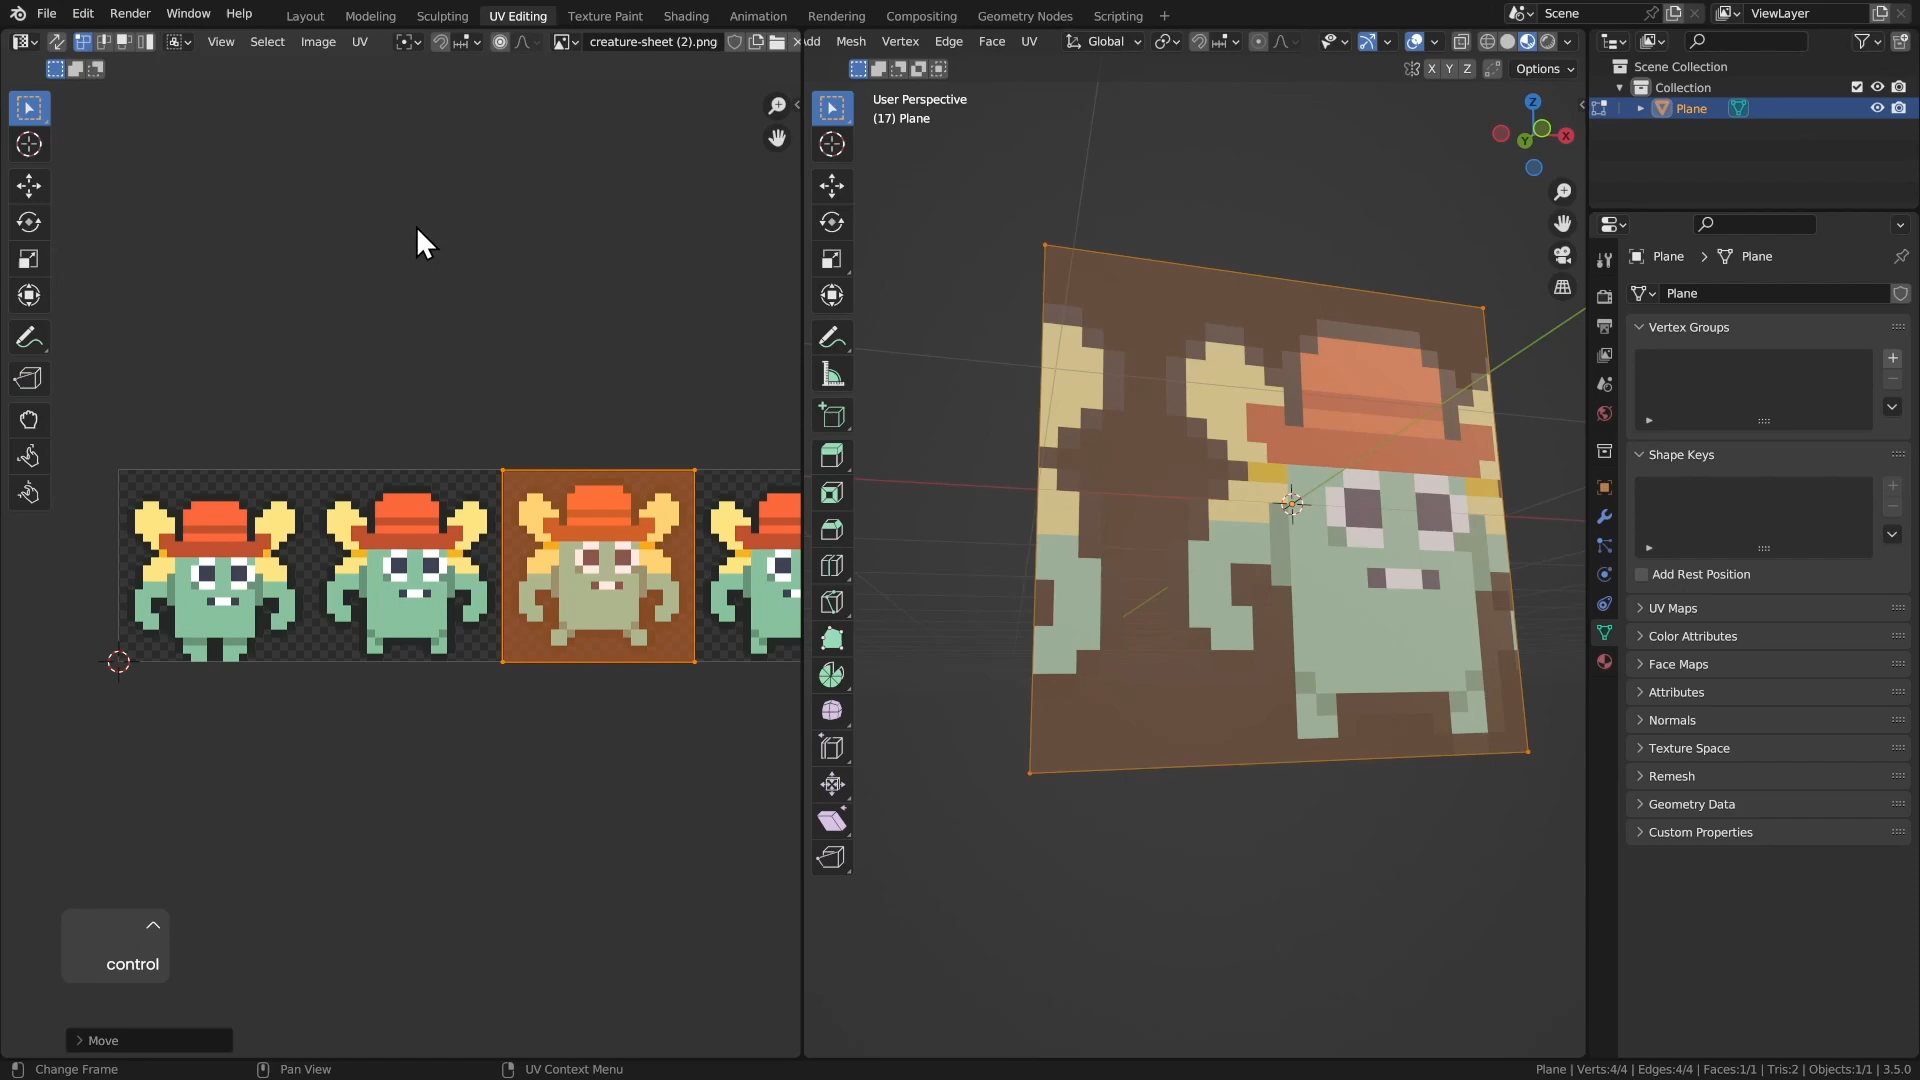 File Edit Render Window Help Layout Modeling Sculpting UV Editing Texture Paint Shading Animation Rendering Compositing Geometry Nodes Scripting + Scene ViewLayer
View Select Image UV creature-sheet (2).png
dd Mesh Vertex Edge Face UV Global
X Y Z Options
User Perspective
(17) Plane
Z
X
Y
Scene Collection
Collection
Plane
Plane > Plane
Plane
Vertex Groups
Shape Keys
Add Rest Position
UV Maps
Color Attributes
Face Maps
Attributes
Normals
Texture Space
Remesh
Geometry Data
Custom Properties
control
Move
Change Frame Pan View UV Context Menu Plane | Verts:4/4 | Edges:4/4 | Faces:1/1 | Tris:2 | Objects:1/1 | 3.5.0